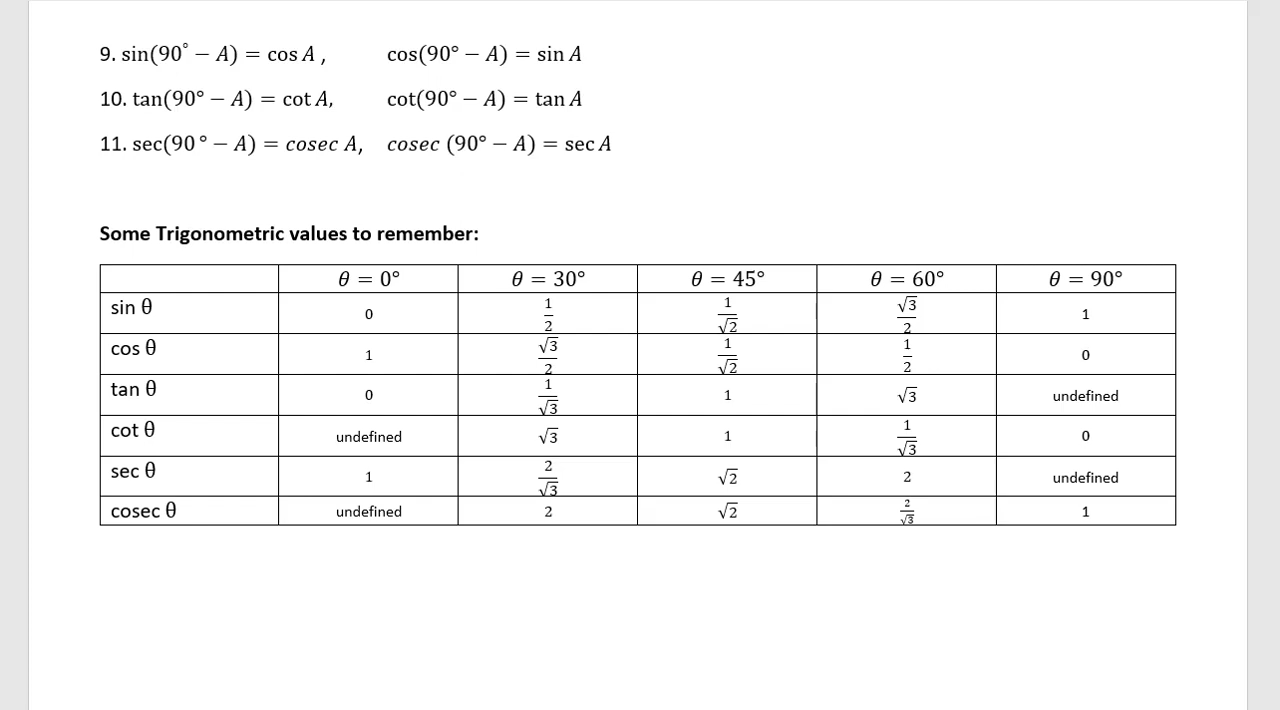 9. sin(90° − A) = cos A ,    cos(90° − A) = sin A
10. tan(90° − A) = cot A,    cot(90° − A) = tan A
11. sec(90° − A) = cosec A,    cosec (90° − A) = sec A
Some Trigonometric values to remember:
θ = 0°    θ = 30°    θ = 45°    θ = 60°    θ = 90°
sin θ    0    1/2    1/√2    √3/2    1
cos θ    1    √3/2    1/√2    1/2    0
tan θ    0    1/√3    1    √3    undefined
cot θ    undefined    √3    1    1/√3    0
sec θ    1    2/√3    √2    2    undefined
cosec θ    undefined    2    √2    2/√3    1